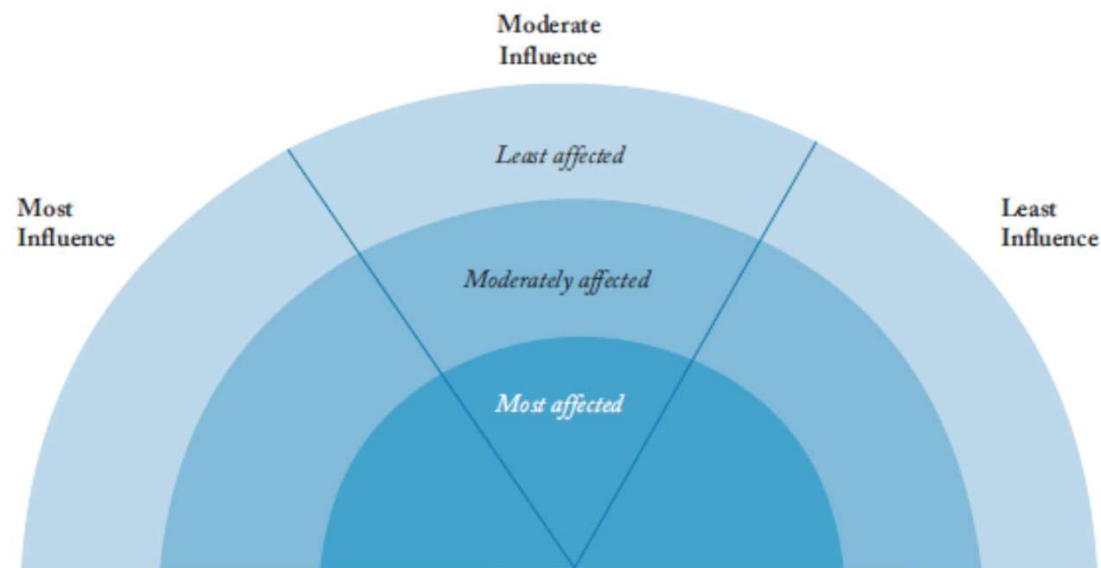 Moderate
Influence
Least affected
Most
Influence
Least
Influence
Moderately affected
Most affected